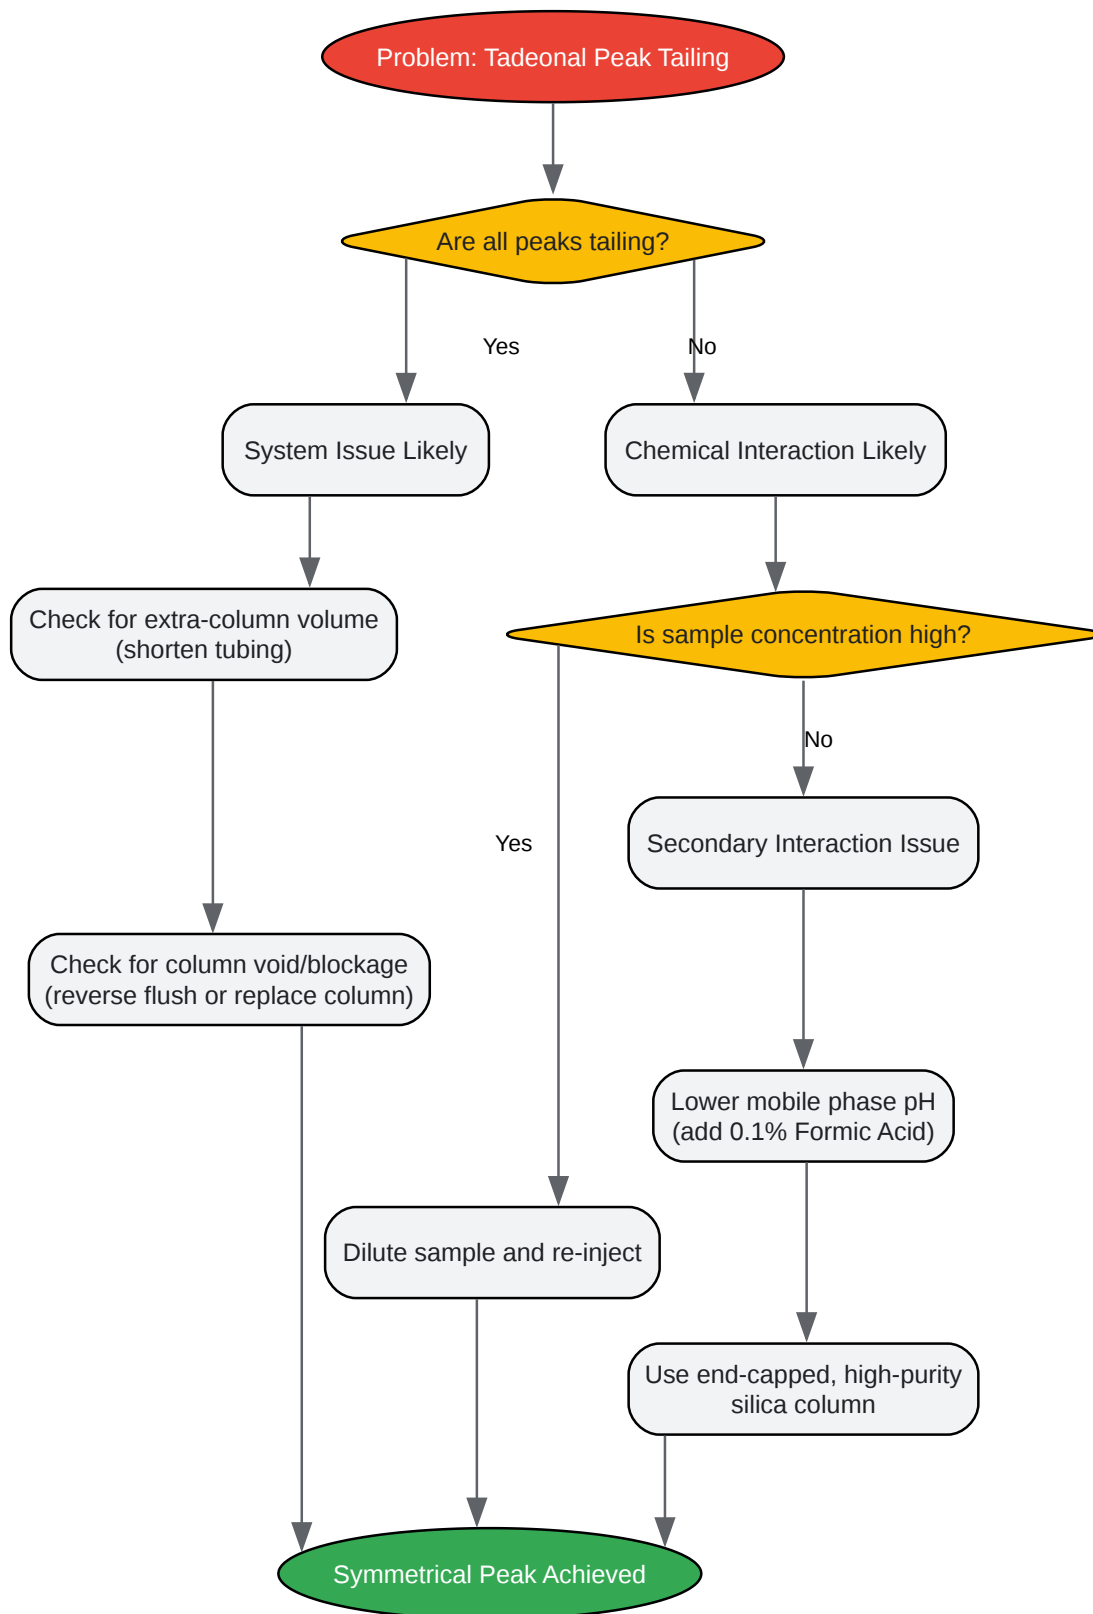 Problem: Tadeonal Peak Tailing
Are all peaks tailing?
Yes
No
System Issue Likely
Chemical Interaction Likely
Check for extra-column volume
(shorten tubing)
Is sample concentration high?
No
Yes
Secondary Interaction Issue
Check for column void/blockage
(reverse flush or replace column)
Lower mobile phase pH
(add 0.1% Formic Acid)
Dilute sample and re-inject
Use end-capped, high-purity
silica column
Symmetrical Peak Achieved